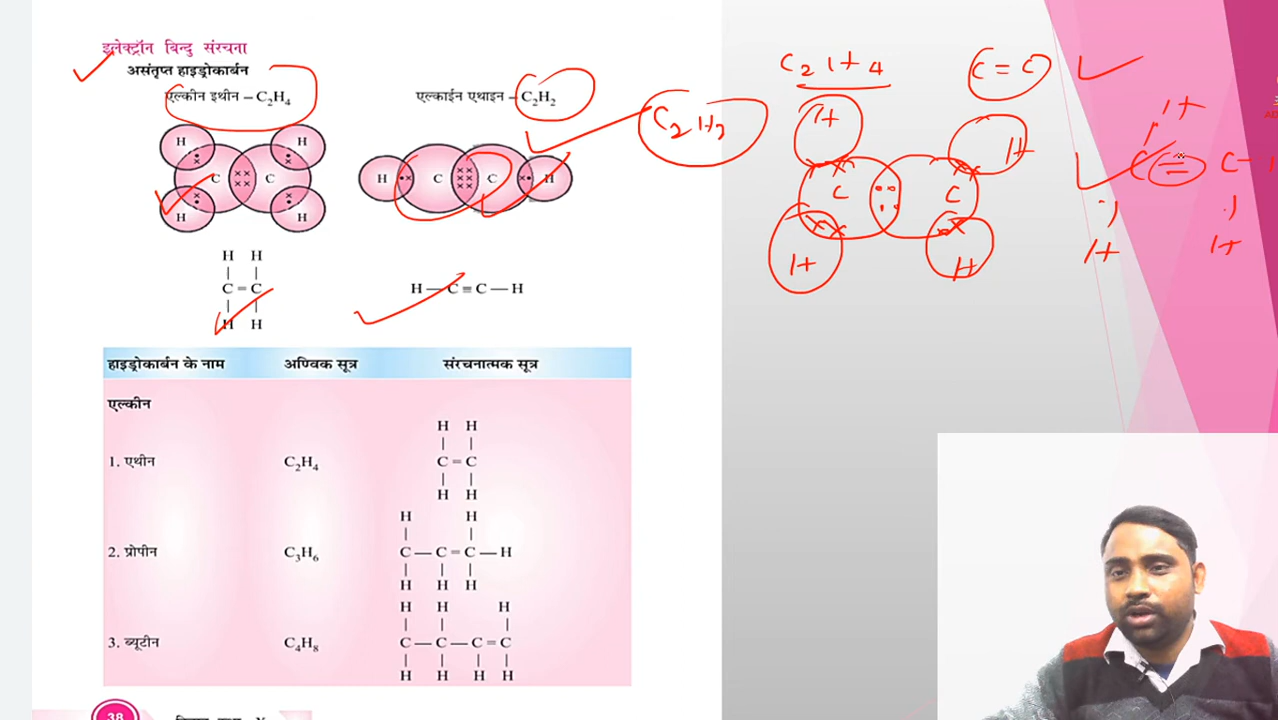 इलेक्ट्रॉन बिन्दु संरचना
असंतृप्त हाइड्रोकार्बन
एल्कीन इथीन – C₂H₄
एल्काईन एथाइन – C₂H₂
H H
C C
H H
H C C H
H H
C = C
H H
H — C ≡ C — H
हाइड्रोकार्बन के नाम अण्विक सूत्र संरचनात्मक सूत्र
एल्कीन
H H
1. एथीन C₂H₄ C = C
H H
H H
2. प्रोपीन C₃H₆ C — C = C — H
H H H
H H H
3. ब्यूटीन C₄H₈ C — C — C = C
H H H H
38
C₂H₄
C = C
C₂H₂
H H
C C
H H
H
C = C –
H H